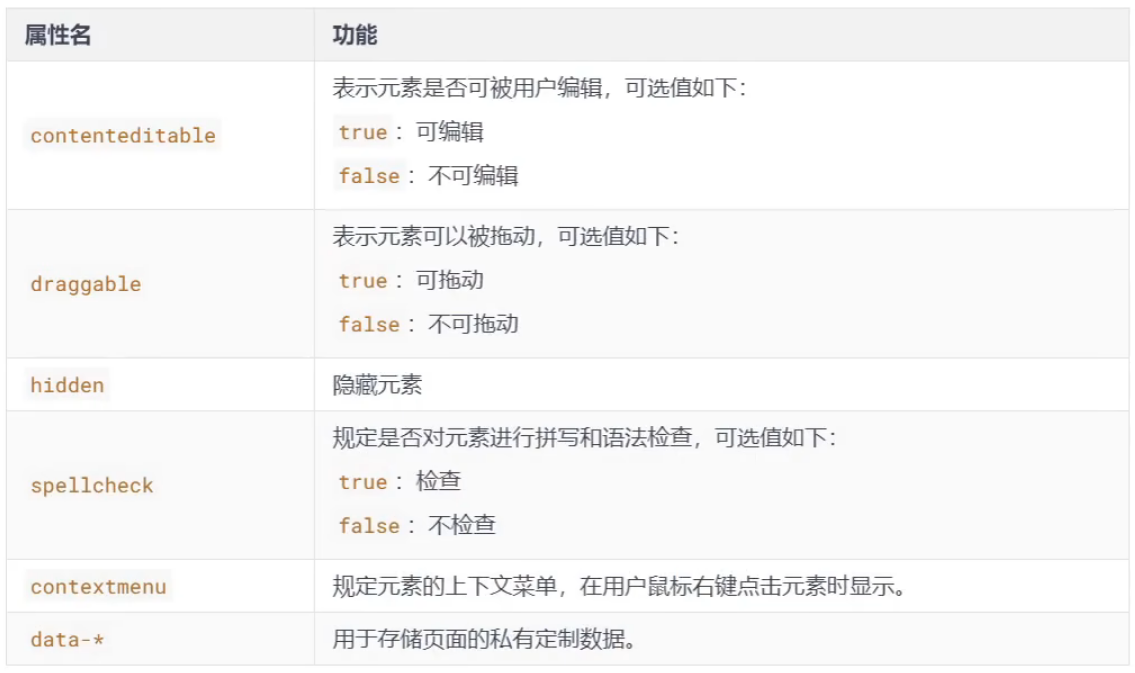 属性名 功能
contenteditable
表示元素是否可被用户编辑，可选值如下：
true：可编辑
false：不可编辑
draggable
表示元素可以被拖动，可选值如下：
true：可拖动
false：不可拖动
hidden 隐藏元素
spellcheck
规定是否对元素进行拼写和语法检查，可选值如下：
true：检查
false：不检查
contextmenu 规定元素的上下文菜单，在用户鼠标右键点击元素时显示。
data-* 用于存储页面的私有定制数据。